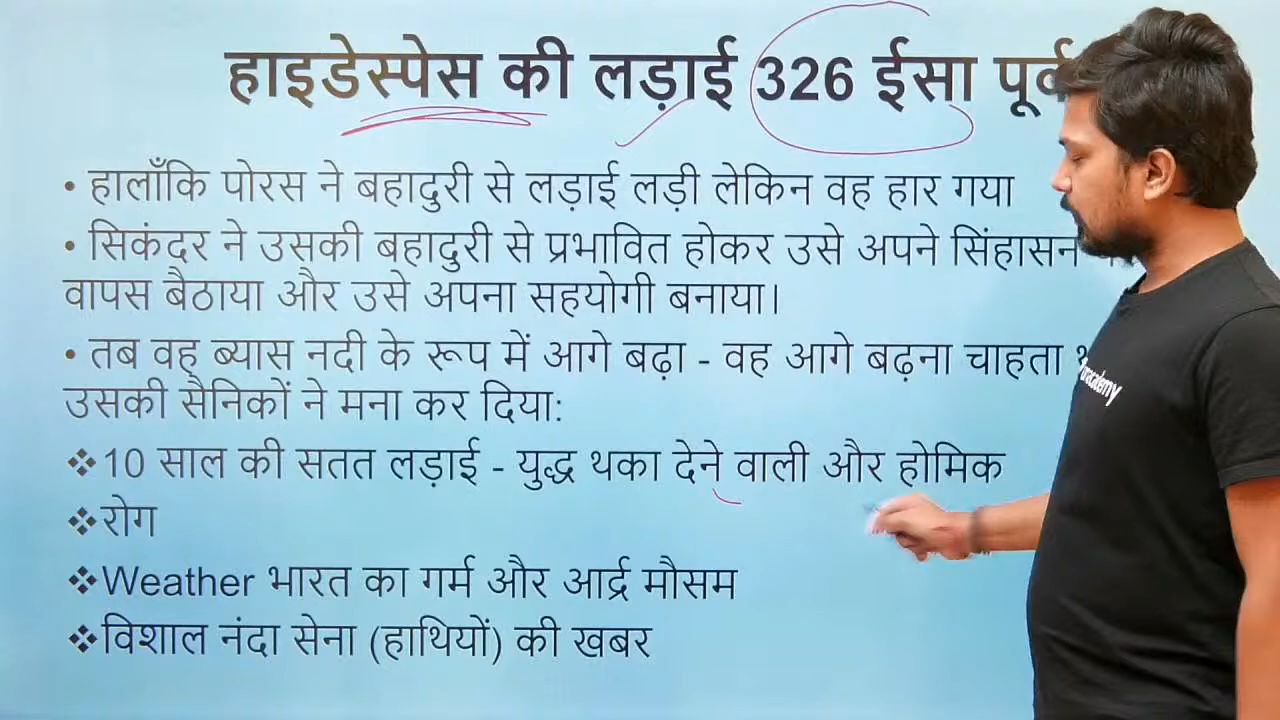 हाइडेस्पेस की लड़ाई 326 ईसा पूर्व
• हालाँकि पोरस ने बहादुरी से लड़ाई लड़ी लेकिन वह हार गया
• सिकंदर ने उसकी बहादुरी से प्रभावित होकर उसे अपने सिंहासन
वापस बैठाया और उसे अपना सहयोगी बनाया।
• तब वह ब्यास नदी के रूप में आगे बढ़ा - वह आगे बढ़ना चाहता
उसकी सैनिकों ने मना कर दिया:
❖10 साल की सतत लड़ाई - युद्ध थका देने वाली और होमिक
❖रोग
❖Weather भारत का गर्म और आर्द्र मौसम
❖विशाल नंदा सेना (हाथियों) की खबर